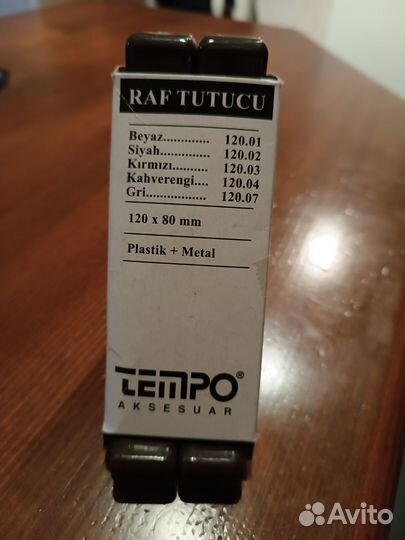 RAF TUTUCU
Beyaz............. 120.01
Siyah............... 120.02
Kırmızı........... 120.03
Kahverengi.... 120.04
Gri.................. 120.07
120 x 80 mm
Plastik + Metal
TEMPO®
AKSESUAR
Avito